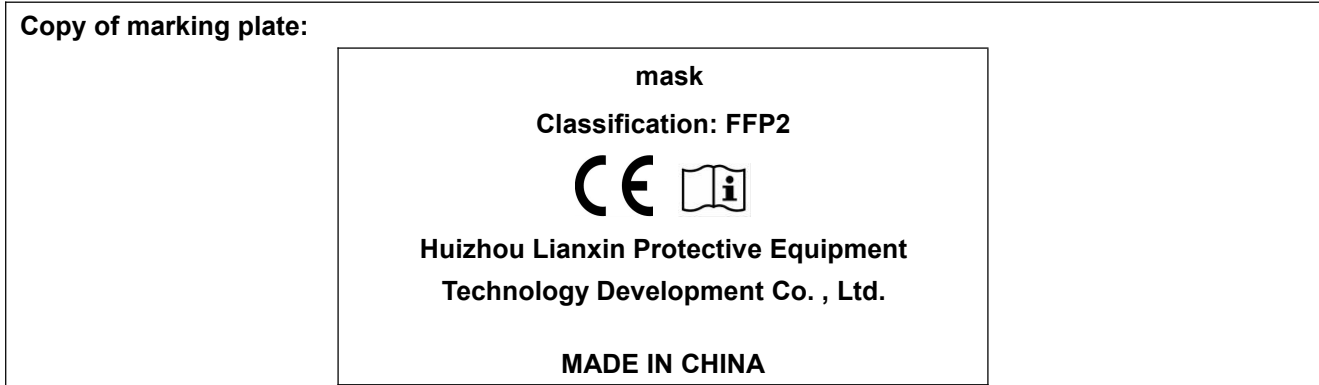 Copy of marking plate:
mask
Classification: FFP2
CE i
Huizhou Lianxin Protective Equipment
Technology Development Co. , Ltd.
MADE IN CHINA